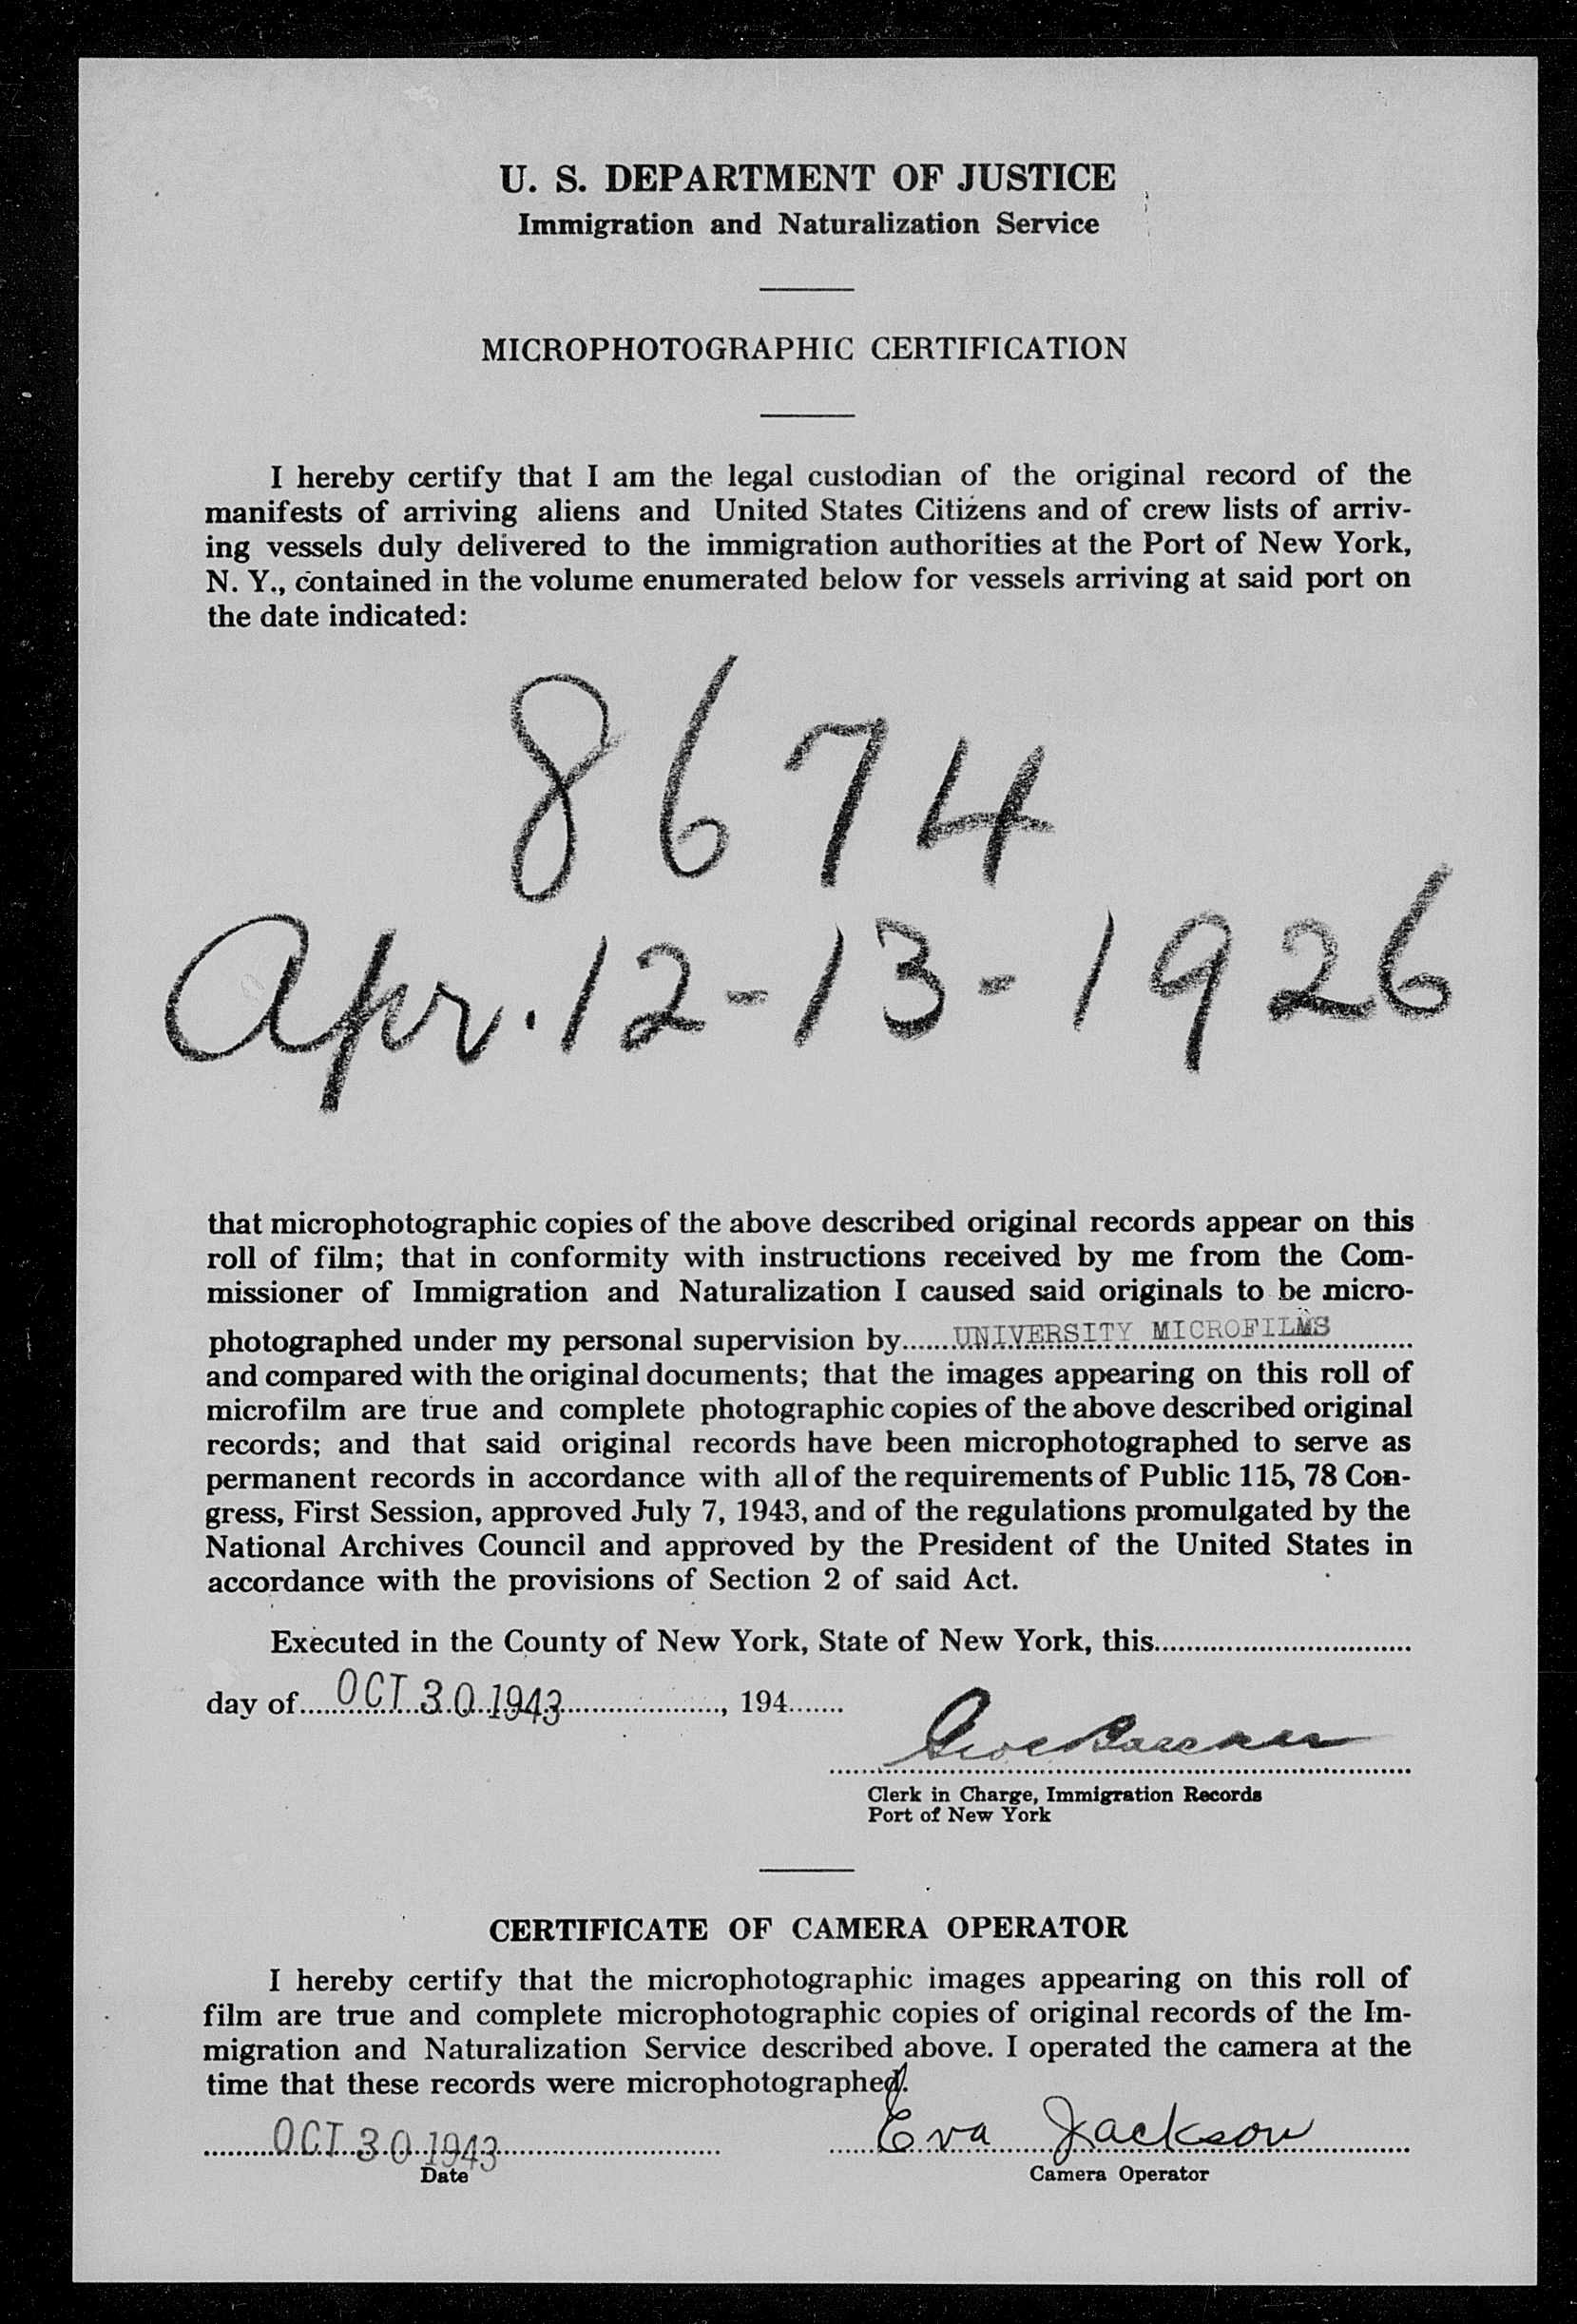 U. S. DEPARTMENT OF JUSTICE
Immigration and Naturalization Service
MICROPHOTOGRAPHIC CERTIFICATION
I hereby certify that I am the legal custodian of the original record of the
manifests of arriving aliens and United States Citizens and of crew lists of arriv-
ing vessels duly delivered to the immigration authorities at the Port of New York,
N. Y., contained in the volume enumerated below for vessels arriving at said port on
the date indicated:
8674
Apr. 12-13-1926
that microphotographic copies of the above described original records appear on this
roll of film; that in conformity with instructions received by me from the Com-
missioner of Immigration and Naturalization I caused said originals to be micro-
photographed under my personal supervision by UNIVERSITY MICROFILMS
and compared with the original documents; that the images appearing on this roll of
microfilm are true and complete photographic copies of the above described original
records; and that said original records have been microphotographed to serve as
permanent records in accordance with all of the requirements of Public 115, 78 Con-
gress, First Session, approved July 7, 1943, and of the regulations promulgated by the
National Archives Council and approved by the President of the United States in
accordance with the provisions of Section 2 of said Act.
Executed in the County of New York, State of New York, this
day of OCT 30 1943, 194
Clerk in Charge, Immigration Records
Port of New York
CERTIFICATE OF CAMERA OPERATOR
I hereby certify that the microphotographic images appearing on this roll of
film are true and complete microphotographic copies of original records of the Im-
migration and Naturalization Service described above. I operated the camera at the
time that these records were microphotographed.
OCT 30 1943 Eva Jackson
Date Camera Operator